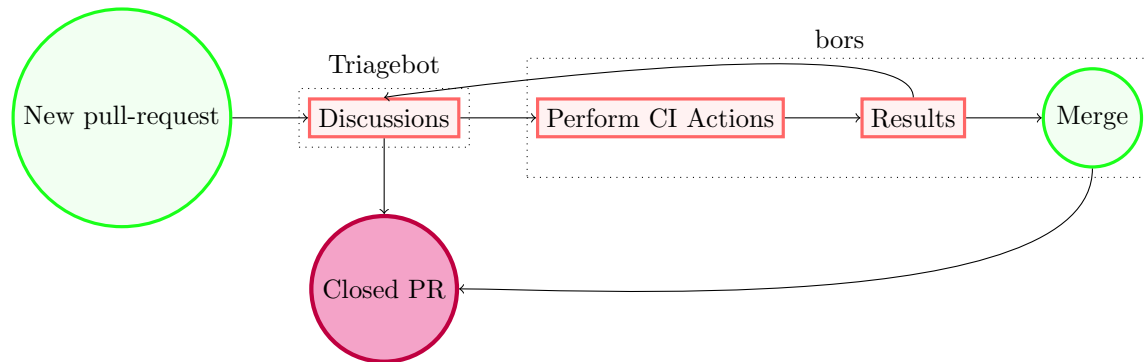 bors
Triagebot
New pull-request
Discussions
Perform CI Actions
Results
Merge
Closed PR